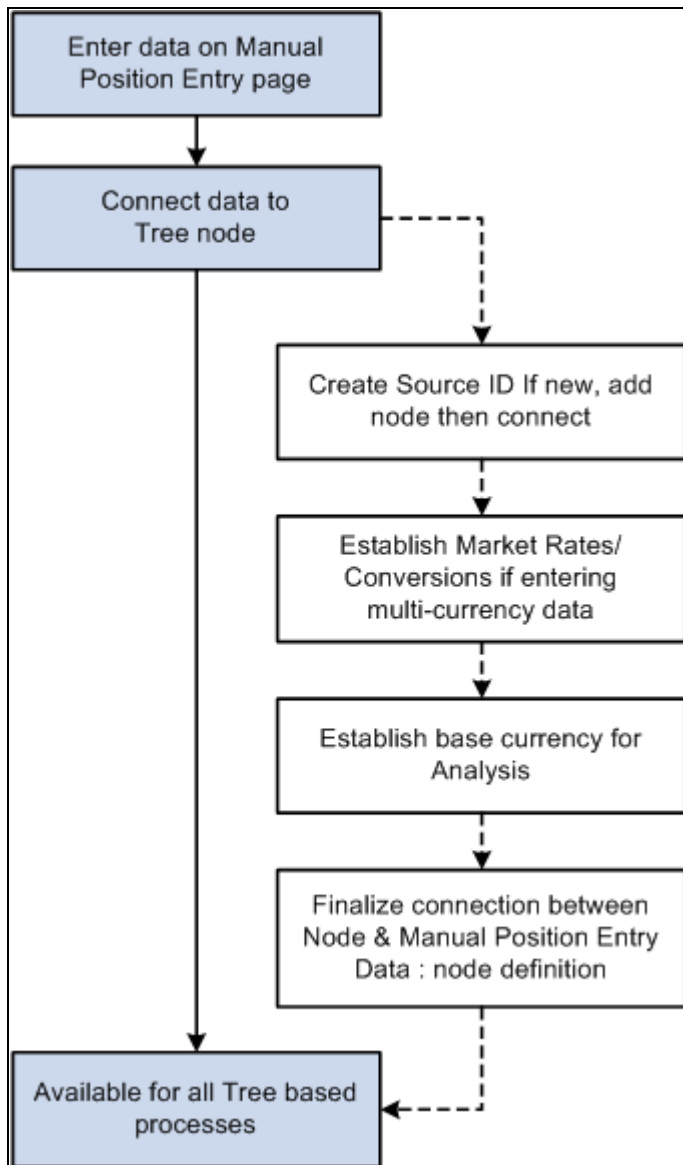 Enter data on Manual
Position Entry page
Connect data to
Tree node
Create Source ID If new, add
node then connect
Establish Market Rates/
Conversions if entering
multi-currency data
Establish base currency for
Analysis
Finalize connection between
Node & Manual Position Entry
Data : node definition
Available for all Tree based
processes